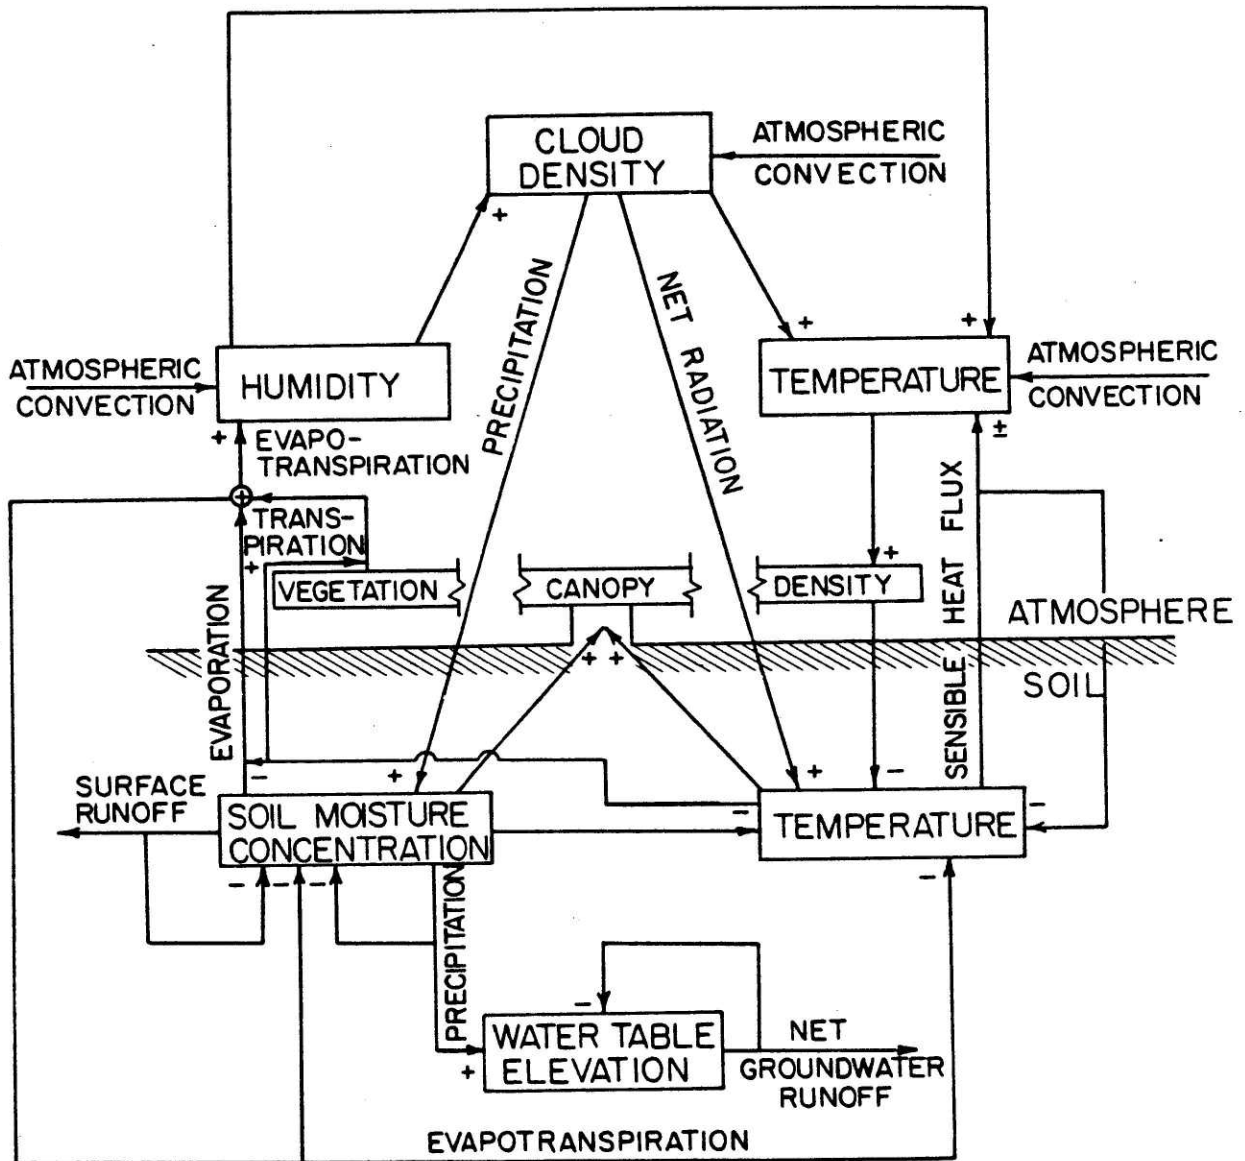 CLOUD
DENSITY
ATMOSPHERIC
CONVECTION
+
PRECIPITATION
NET RADIATION
+
+
ATMOSPHERIC
CONVECTION
HUMIDITY
TEMPERATURE
ATMOSPHERIC
CONVECTION
+
EVAPO-
TRANSPIRATION
±
+
TRANS-
PIRATION
+
EVAPORATION
VEGETATION
CANOPY
DENSITY
+
SENSIBLE HEAT FLUX
ATMOSPHERE
SOIL
+ +
SURFACE
RUNOFF
-
+
+
-
SOIL MOISTURE
CONCENTRATION
-
TEMPERATURE
-
- - -
-
PRECIPITATION
-
+
WATER TABLE
ELEVATION
NET
GROUNDWATER
RUNOFF
EVAPOTRANSPIRATION